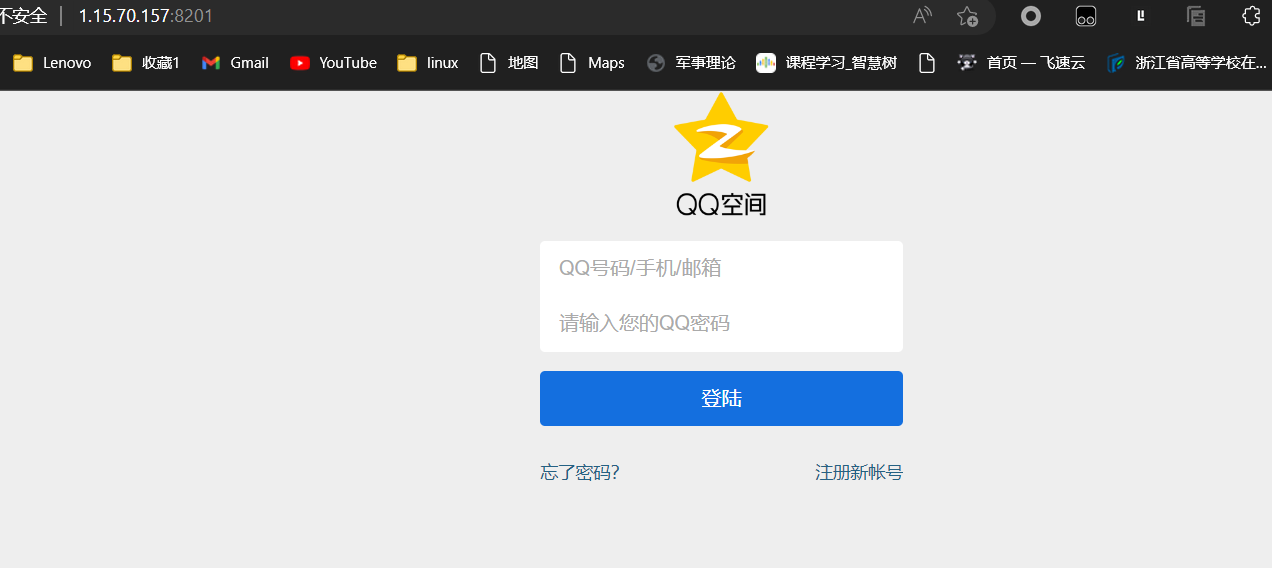 不安全 | 1.15.70.157:8201
Lenovo 收藏1 Gmail YouTube linux 地图 Maps 军事理论 课程学习_智慧树 首页 — 飞速云 浙江省高等学校在...
QQ空间
QQ号码/手机/邮箱
请输入您的QQ密码
登陆
忘了密码? 注册新帐号